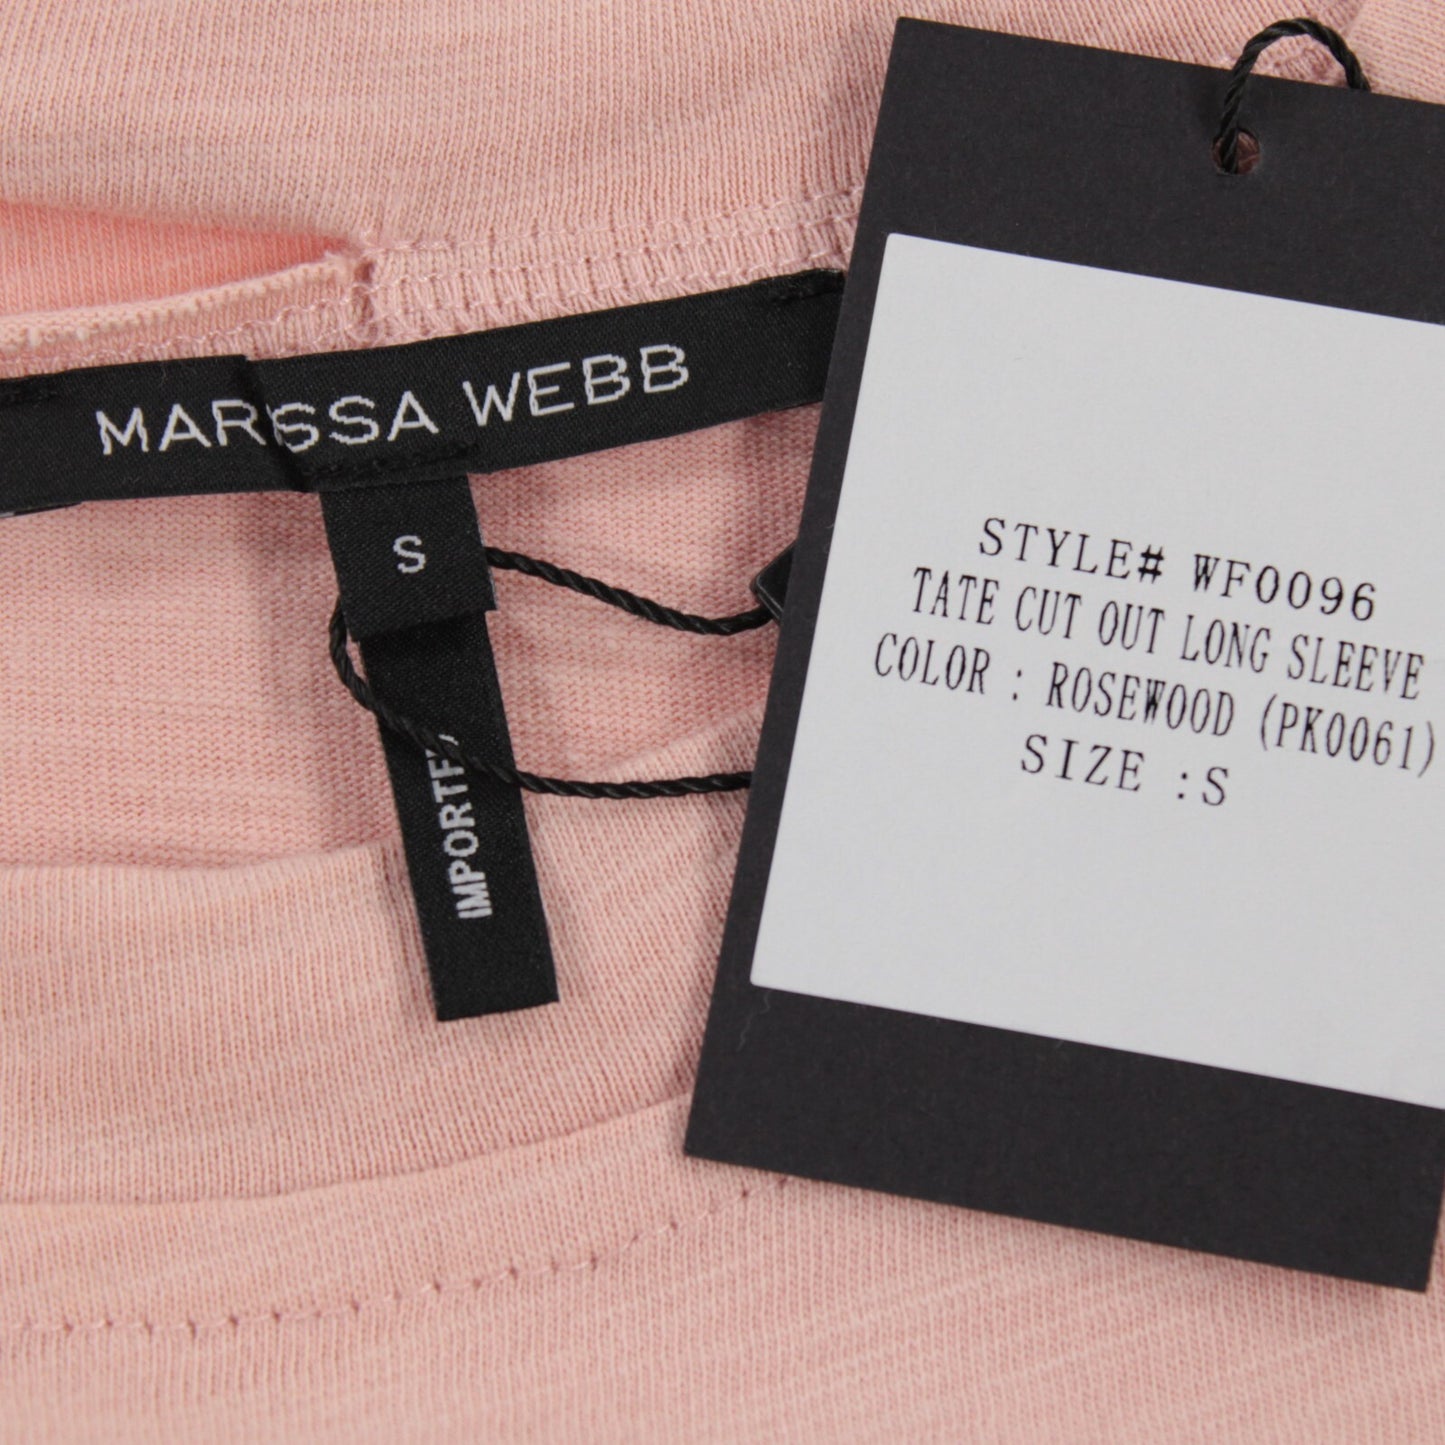 MARISSA WEBB
S
IMPORTE
STYLE# WF0096
TATE CUT OUT LONG SLEEVE
COLOR : ROSEWOOD (PK0061)
SIZE :S